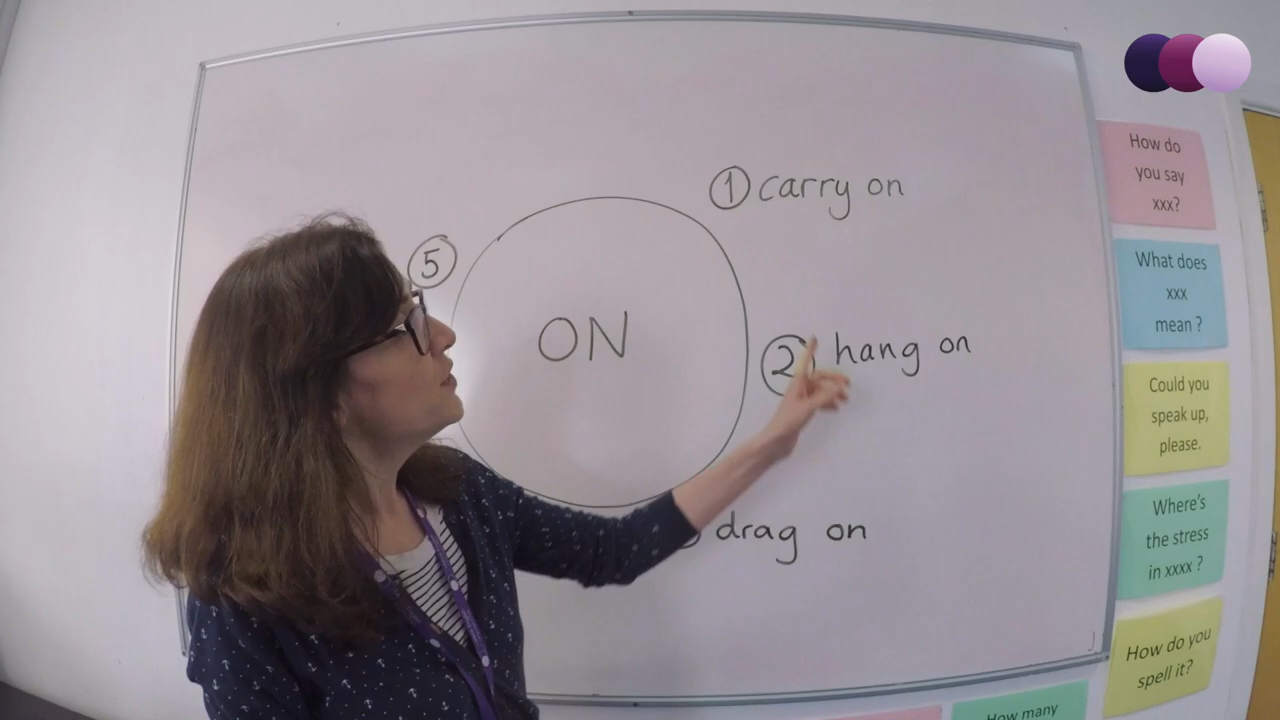 ① carry on
⑤
ON
② hang on
drag on
How do
you say
xxx?
What does
xxx
mean ?
Could you
speak up,
please.
Where's
the stress
in xxxx ?
How do you
spell it?
How many